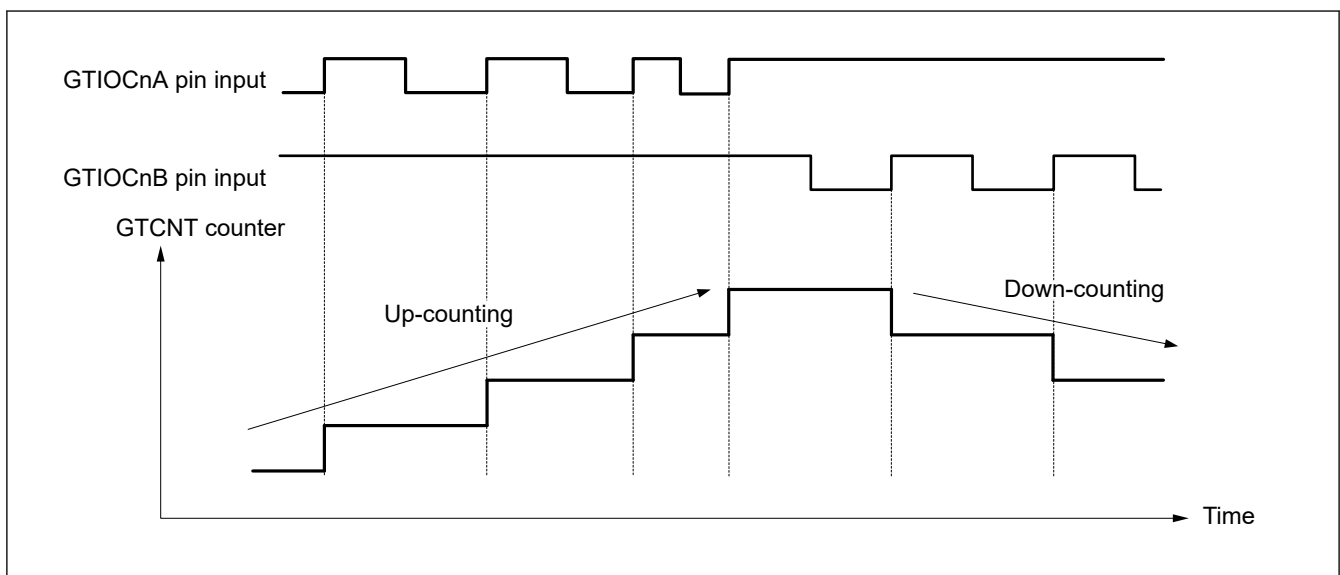 GTIOCnA pin input
GTIOCnB pin input
GTCNT counter
Up-counting
Down-counting
Time